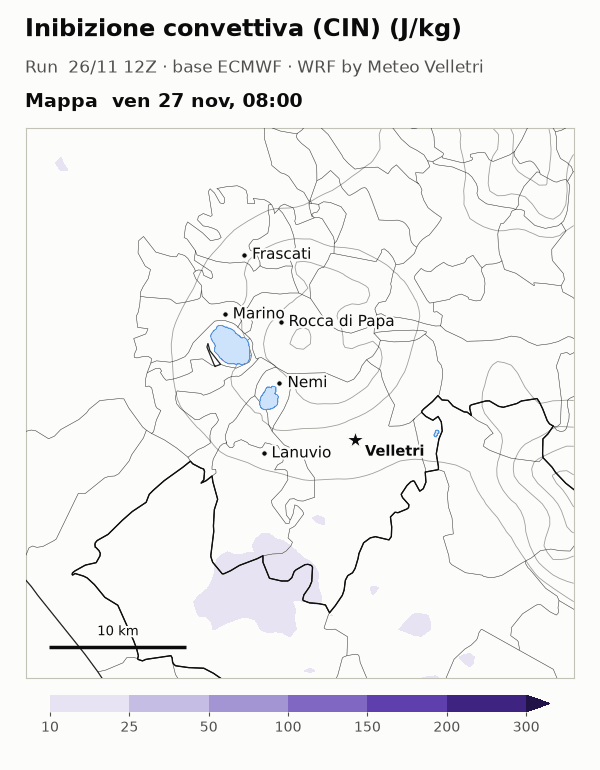 Inibizione convettiva (CIN) (J/kg)
Run  26/11 12Z · base ECMWF · WRF by Meteo Velletri
Mappa  ven 27 nov, 08:00
Frascati
Marino
Rocca di Papa
Nemi
Velletri
Lanuvio
10 km
10 25 50 100 150 200 300